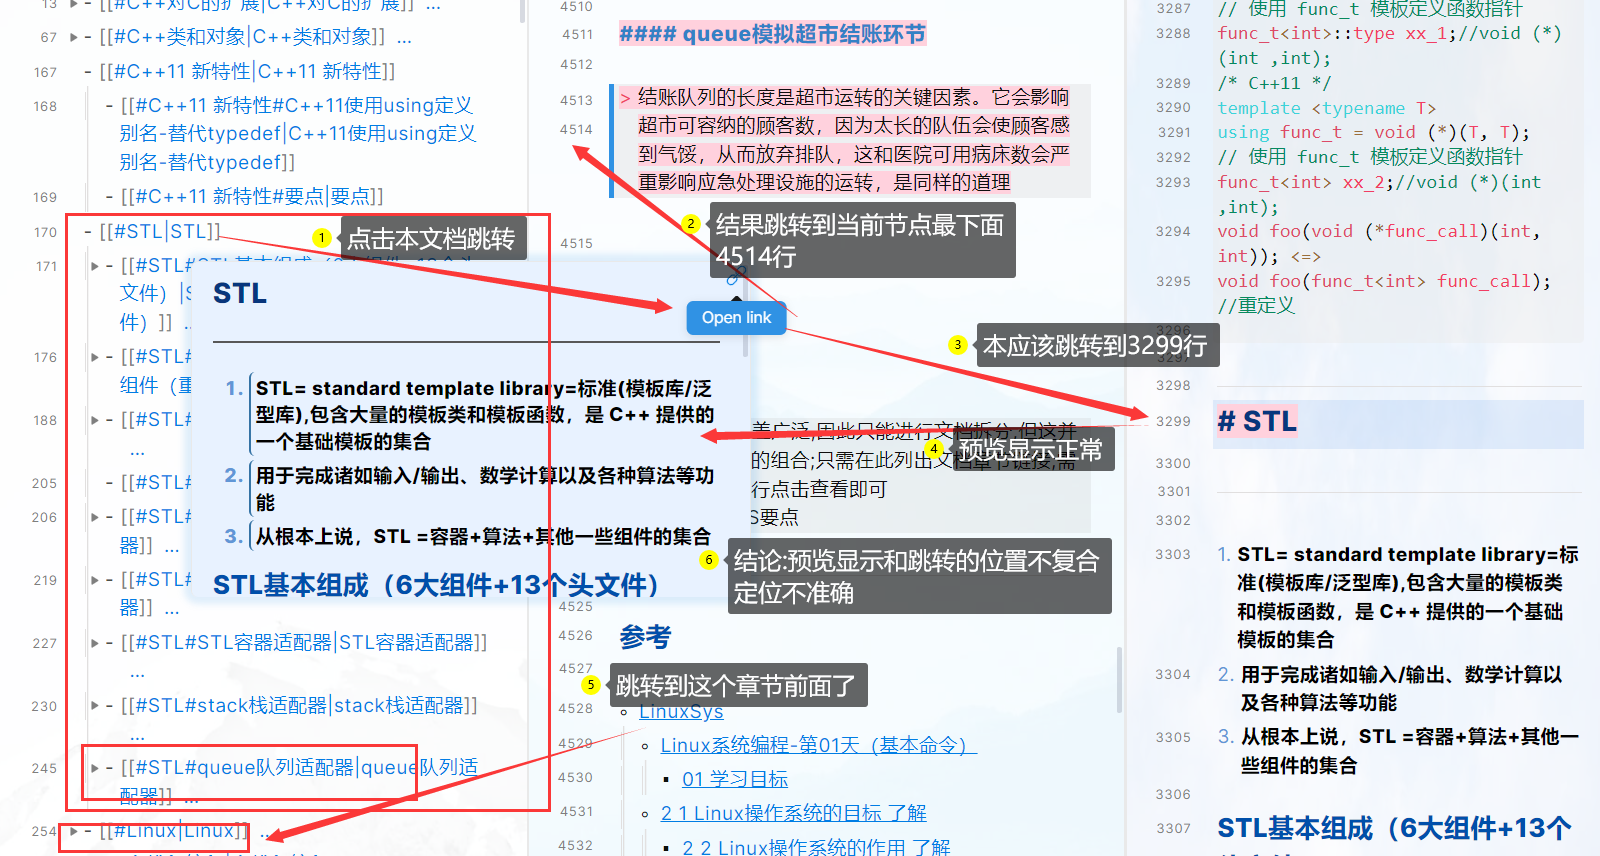 13 - [[#C++对C的扩展|C++对C的扩展]] ...
67 - [[#C++类和对象|C++类和对象]] ...
167 - [[#C++11 新特性|C++11 新特性]]
168 - [[#C++11 新特性#C++11使用using定义
别名-替代typedef|C++11使用using定义
别名-替代typedef]]
169 - [[#C++11 新特性#要点|要点]]
170 - [[#STL|STL]]
171 - [[#STL#STL基本组成（6大组件+13个头
文件）|S
件）]] ...
176 - [[#STL#
组件（重
188 - [[#STL#
...
205 - [[#STL#
206 - [[#STL#
器]] ...
219 - [[#STL#
器]] ...
227 - [[#STL#STL容器适配器|STL容器适配器]]
...
230 - [[#STL#stack栈适配器|stack栈适配器]]
...
245 - [[#STL#queue队列适配器|queue队列适
配器]] ...
254 - [[#Linux|Linux]] ...
1 点击本文档跳转
STL
Open link
1. STL= standard template library=标准(模板库/泛
型库),包含大量的模板类和模板函数，是 C++ 提供的
一个基础模板的集合
2. 用于完成诸如输入/输出、数学计算以及各种算法等功
能
3. 从根本上说，STL =容器+算法+其他一些组件的集合
STL基本组成（6大组件+13个头文件）
4510
4511 #### queue模拟超市结账环节
4512
4513 > 结账队列的长度是超市运转的关键因素。它会影响
4514 超市可容纳的顾客数，因为太长的队伍会使顾客感
到气馁，从而放弃排队，这和医院可用病床数会严
重影响应急处理设施的运转，是同样的道理
2 结果跳转到当前节点最下面
4514行
4515
3 本应该跳转到3299行
盖广泛,因此只能进行文档拆分,但这并
的组合;只需在此列出文档章节链接,需
行点击查看即可
S要点
4 预览显示正常
6 结论:预览显示和跳转的位置不复合
定位不准确
4525
4526 参考
4527
5 跳转到这个章节前面了
4528 LinuxSys
4529 Linux系统编程-第01天（基本命令）
4530 01 学习目标
4531 2 1 Linux操作系统的目标 了解
4532 2 2 Linux操作系统的作用 了解
3287 // 使用 func_t 模板定义函数指针
3288 func_t<int>::type xx_1;//void (*)
(int ,int);
3289 /* C++11 */
3290 template <typename T>
3291 using func_t = void (*)(T, T);
3292 // 使用 func_t 模板定义函数指针
3293 func_t<int> xx_2;//void (*)(int
,int);
3294 void foo(void (*func_call)(int,
int)); <=>
3295 void foo(func_t<int> func_call);
//重定义
3296
3297
3298
3299 # STL
3300
3301
3302
3303 1. STL= standard template library=标
准(模板库/泛型库),包含大量的模板类
和模板函数，是 C++ 提供的一个基础
模板的集合
3304 2. 用于完成诸如输入/输出、数学计算以
及各种算法等功能
3305 3. 从根本上说，STL =容器+算法+其他一
些组件的集合
3306
3307 STL基本组成（6大组件+13个